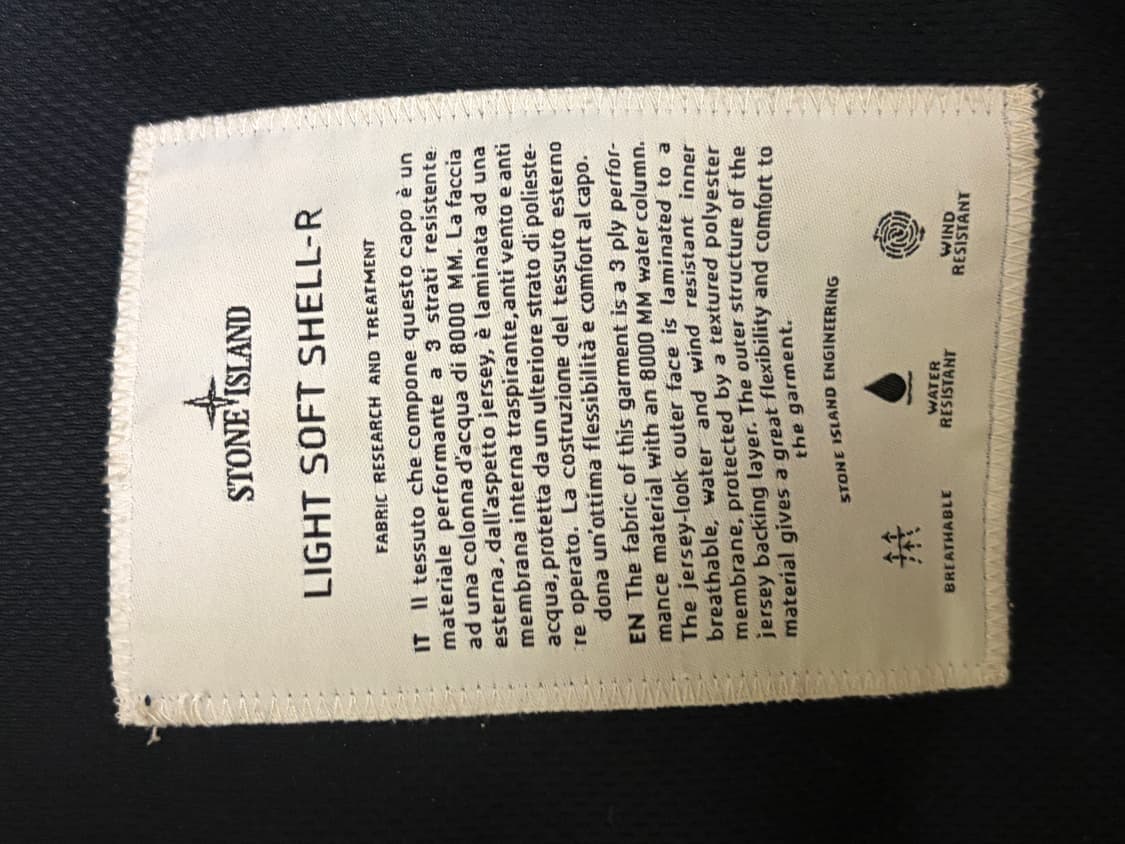 STONE ISLAND
LIGHT SOFT SHELL-R
FABRIC RESEARCH AND TREATMENT
IT Il tessuto che compone questo capo è un
materiale performante a 3 strati resistente
ad una colonna d'acqua di 8000 MM. La faccia
esterna, dall'aspetto jersey, è laminata ad una
membrana interna traspirante, anti vento e anti
acqua, protetta da un ulteriore strato di polieste-
re operato. La costruzione del tessuto esterno
dona un'ottima flessibilità e comfort al capo.
EN The fabric of this garment is a 3 ply perfor-
mance material with an 8000 MM water column.
The jersey-look outer face is laminated to a
breathable, water and wind resistant inner
membrane, protected by a textured polyester
jersey backing layer. The outer structure of the
material gives a great flexibility and comfort to
the garment.
STONE ISLAND ENGINEERING
BREATHABLE
WATER
RESISTANT
WIND
RESISTANT